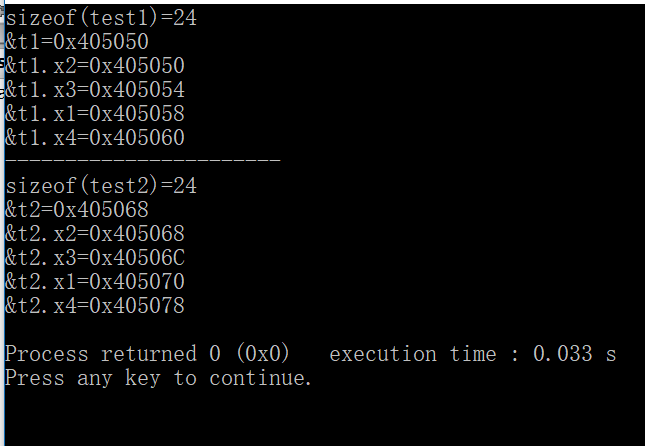 sizeof(test1)=24
&t1=0x405050
&t1.x2=0x405050
&t1.x3=0x405054
&t1.x1=0x405058
&t1.x4=0x405060
-----------------------
sizeof(test2)=24
&t2=0x405068
&t2.x2=0x405068
&t2.x3=0x40506C
&t2.x1=0x405070
&t2.x4=0x405078
Process returned 0 (0x0)   execution time : 0.033 s
Press any key to continue.